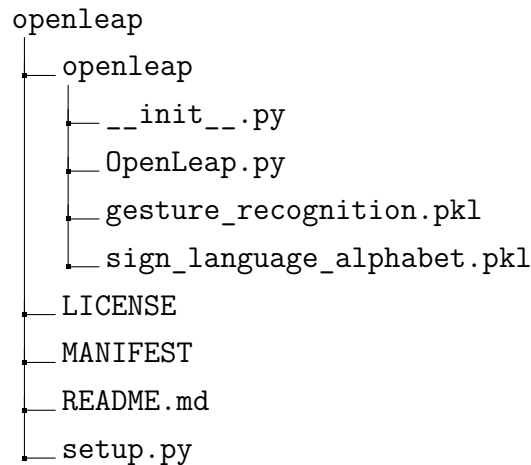 openleap
openleap
__init__.py
OpenLeap.py
gesture_recognition.pkl
sign_language_alphabet.pkl
LICENSE
MANIFEST
README.md
setup.py